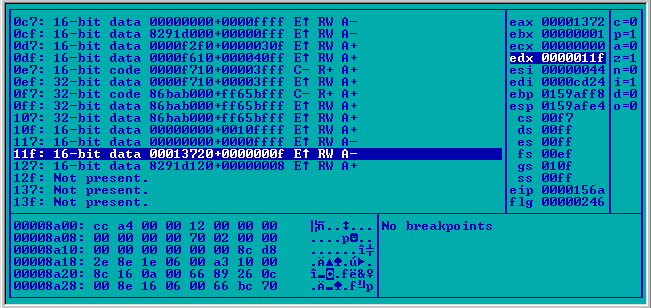 0c7: 16-bit data 00000000+0000ffff E↑ RW A-
0cf: 16-bit data 8291d000+0000ffff E↑ RW A-
0d7: 16-bit data 0000f2f0+0000030f E↑ RW A+
0df: 16-bit data 0000f610+000040ff E↑ RW A+
0e7: 16-bit code 0000f710+00003fff C- R+ A+
0ef: 32-bit data 0000f710+00003fff E↑ RW A+
0f7: 32-bit code 86bab000+ff65bfff C- R+ A+
0ff: 32-bit data 86bab000+ff65bfff E↑ RW A+
107: 32-bit data 86bab000+ff65bfff E↑ RW A+
10f: 16-bit data 00000000+0010ffff E↑ RW A+
117: 16-bit data 00000000+0000ffff E↑ RW A-
11f: 16-bit data 00013720+0000000f E↑ RW A-
127: 16-bit data 8291d120+00000008 E↑ RW A+
12f: Not present.
137: Not present.
13f: Not present.
eax 00001372 c=0
ebx 00000001 p=1
ecx 00000000 a=0
edx 0000011f z=1
esi 00000044 n=0
edi 0000cd24 i=1
ebp 0159aff8 d=0
esp 0159afe4 o=0
cs 00f7
ds 00ff
es 00ff
fs 00ef
gs 010f
ss 00ff
eip 0000156a
flg 00000246
00008a00: cc a4 00 00 12 00 00 00 ╠ñ..↕...
00008a08: 00 00 00 00 70 02 00 00 ....p☻..
00008a10: 00 00 00 00 00 00 8c d8 ......î╪
00008a18: 2e 8e 1e 06 00 a3 10 00 .Ä▲♠.ú►.
00008a20: 8c 16 0a 00 66 89 26 0c î▬◙.fë&♀
00008a28: 00 8e 16 06 00 66 bc 70 .Ä▬♠.f╝p
No breakpoints